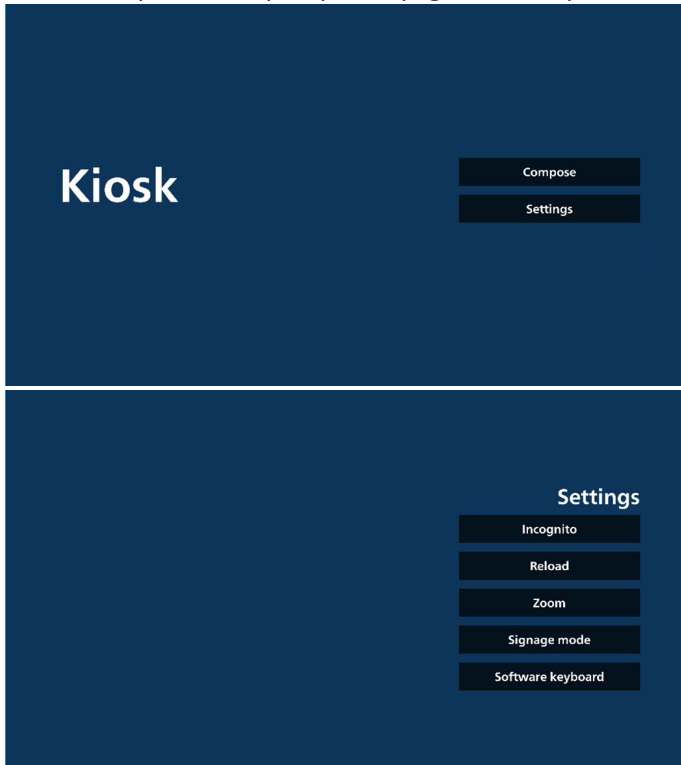 Kiosk
Compose
Settings
Settings
Incognito
Reload
Zoom
Signage mode
Software keyboard